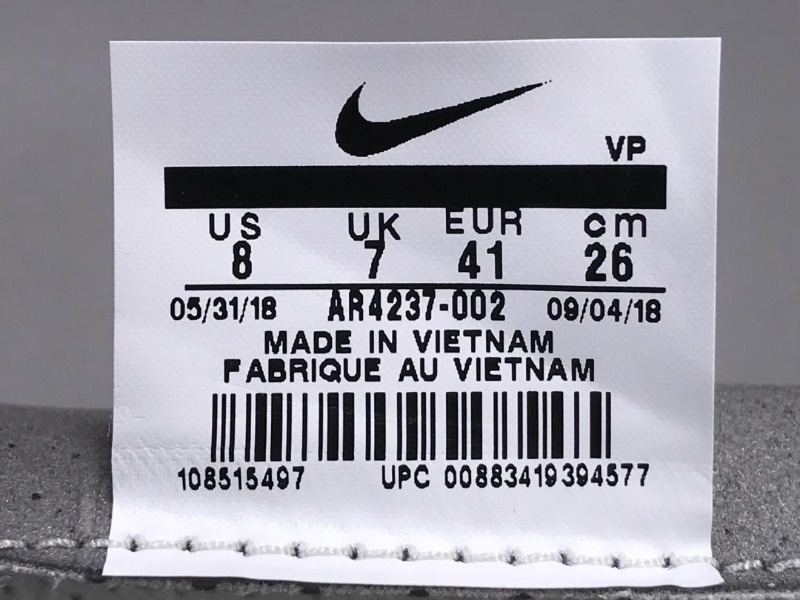 VP
US UK EUR cm
8 7 41 26
05/31/18 AR4237-002 09/04/18
MADE IN VIETNAM
FABRIQUE AU VIETNAM
108515497 UPC 00883419394577